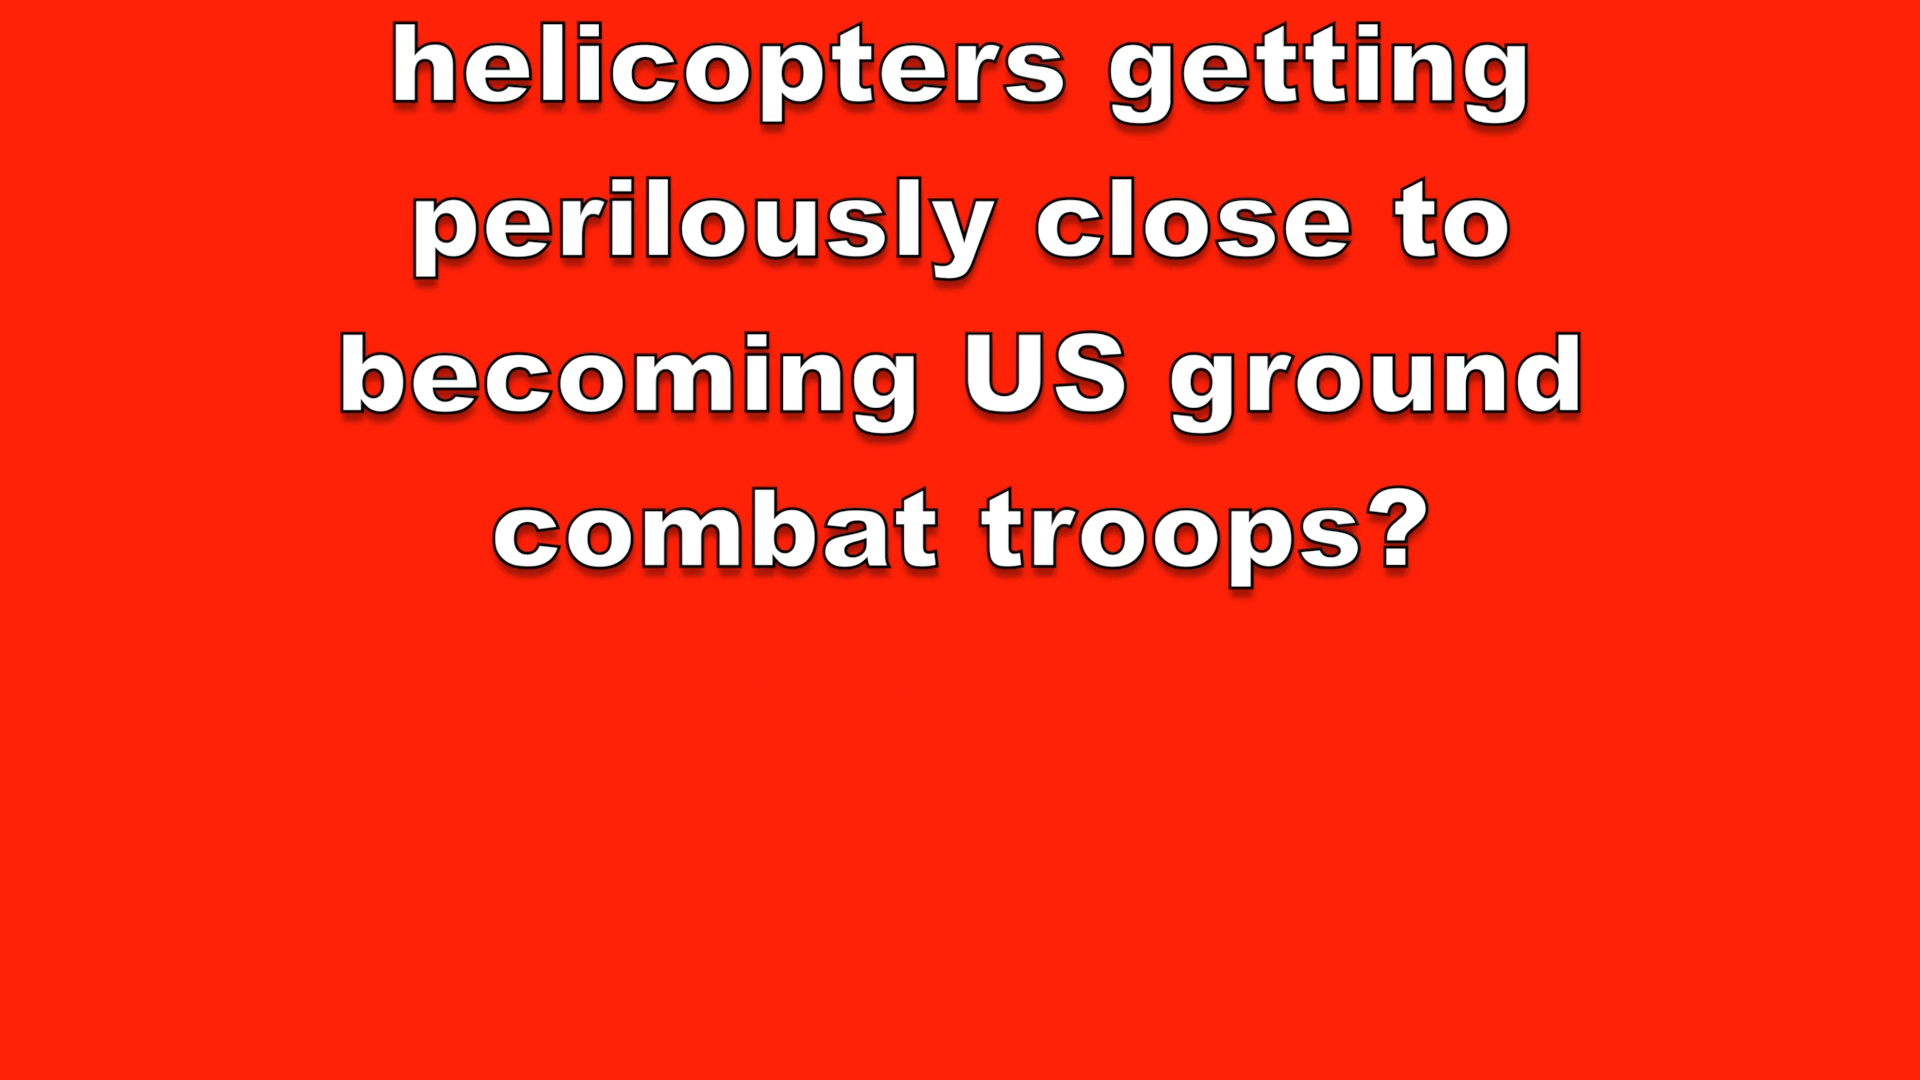 helicopters getting
perilously close to
becoming US ground
combat troops?